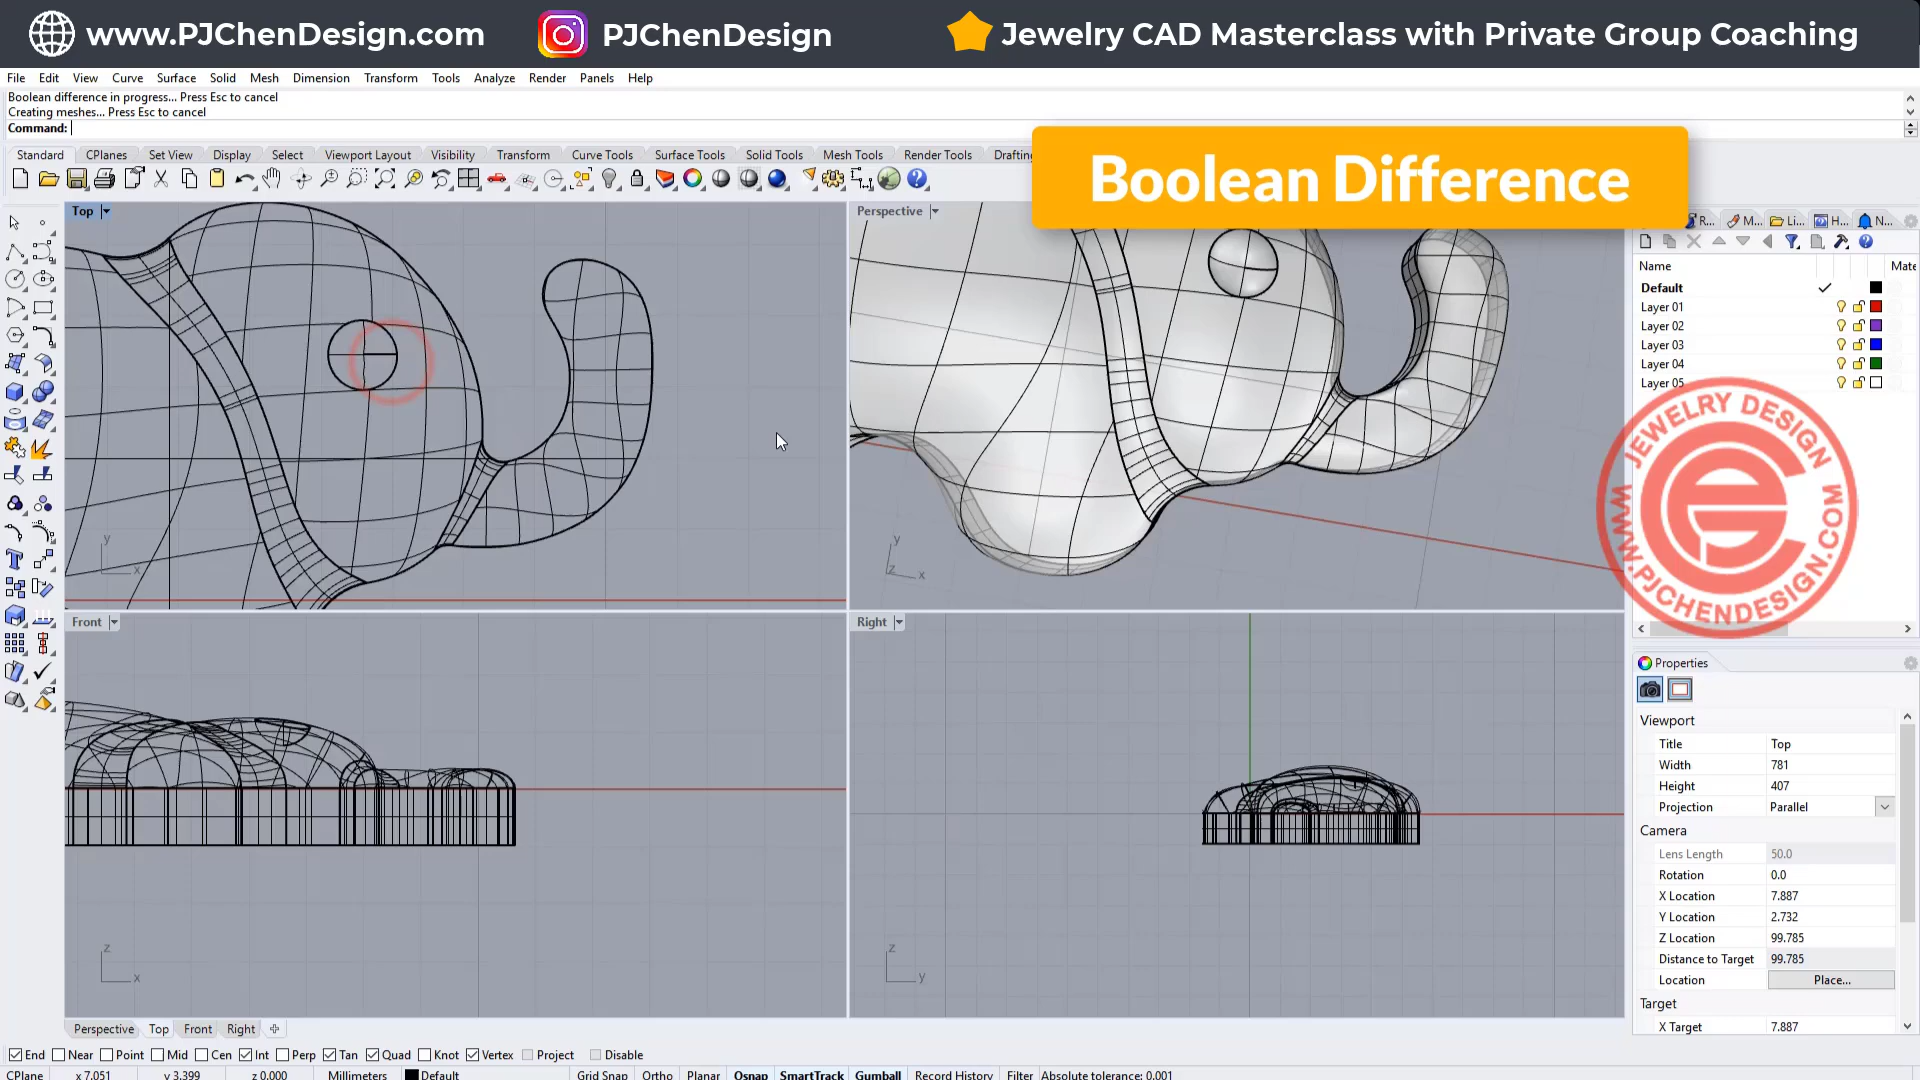 www.PJChenDesign.com PJChenDesign Jewelry CAD Masterclass with Private Group Coaching
File Edit View Curve Surface Solid Mesh Dimension Transform Tools Analyze Render Panels Help
Boolean difference in progress... Press Esc to cancel
Creating meshes... Press Esc to cancel
Command:
Boolean Difference
Standard CPlanes Set View Display Select Viewport Layout Visibility Transform Curve Tools Surface Tools Solid Tools Mesh Tools Render Tools Drafting
Top Perspective
R... M... Li... H... N...
Name Mate
Default
Layer 01
Layer 02
Layer 03
Layer 04
Layer 05
JEWELRY DESIGN
WWW.PJCHENDESIGN.COM
y x
y z x
Front Right
z x
z y
Properties
Viewport
Title Top
Width 781
Height 407
Projection Parallel
Camera
Lens Length 50.0
Rotation 0.0
X Location 7.887
Y Location 2.732
Z Location 99.785
Distance to Target 99.785
Location Place...
Target
X Target 7.887
Perspective Top Front Right
End Near Point Mid Cen Int Perp Tan Quad Knot Vertex Project Disable
CPlane x 7.051 y 3.399 z 0.000 Millimeters Default Grid Snap Ortho Planar Osnap SmartTrack Gumball Record History Filter Absolute tolerance: 0.001